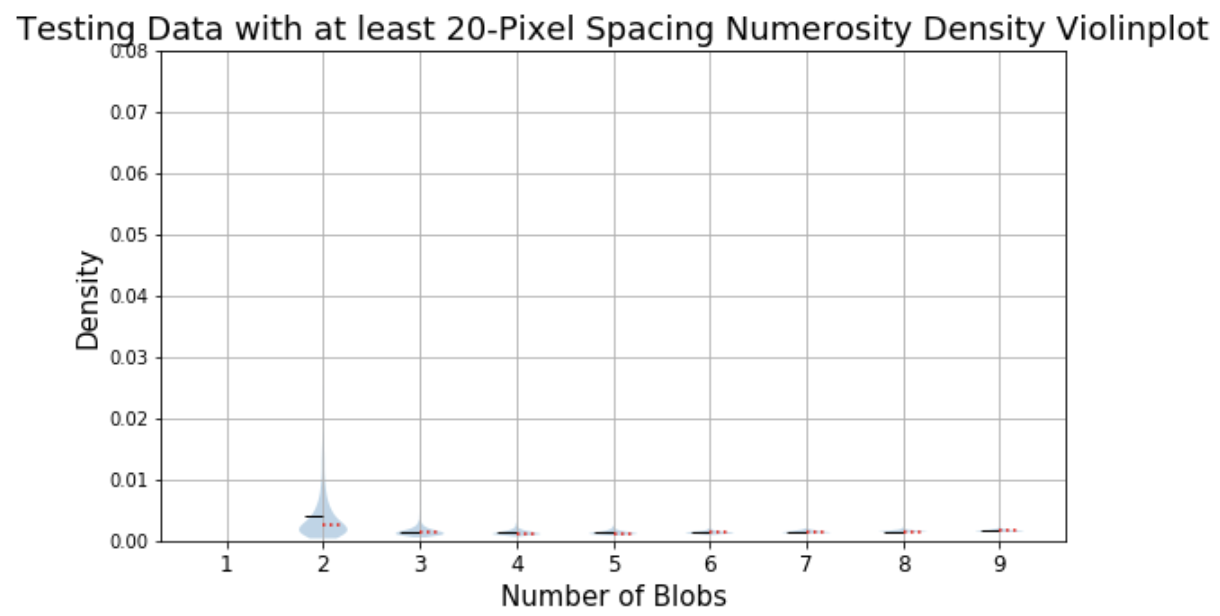 Testing Data with at least 20-Pixel Spacing Numerosity Density Violinplot
0.08
0.07
0.06
0.05
0.04
0.03
0.02
0.01
0.00
Density
1 2 3 4 5 6 7 8 9
Number of Blobs